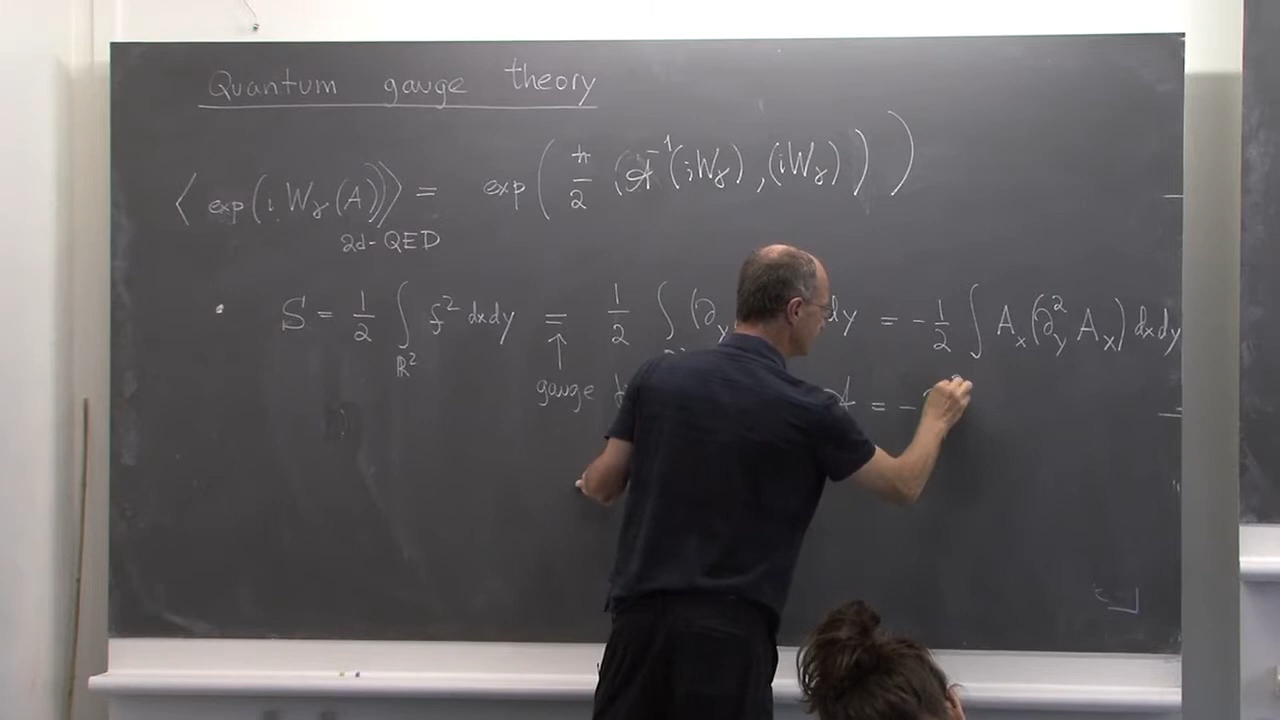 Quantum gauge theory
⟨ exp(i W_γ(A)) ⟩ = exp( ħ/2 (𝒜^{-1}(iW_γ), (iW_γ)) )
2d-QED
S = 1/2 ∫_{ℝ²} f² dxdy = 1/2 ∫ (∂_y dy = - 1/2 ∫ A_x (∂_y² A_x) dxdy
↑
gauge 𝒜 = -